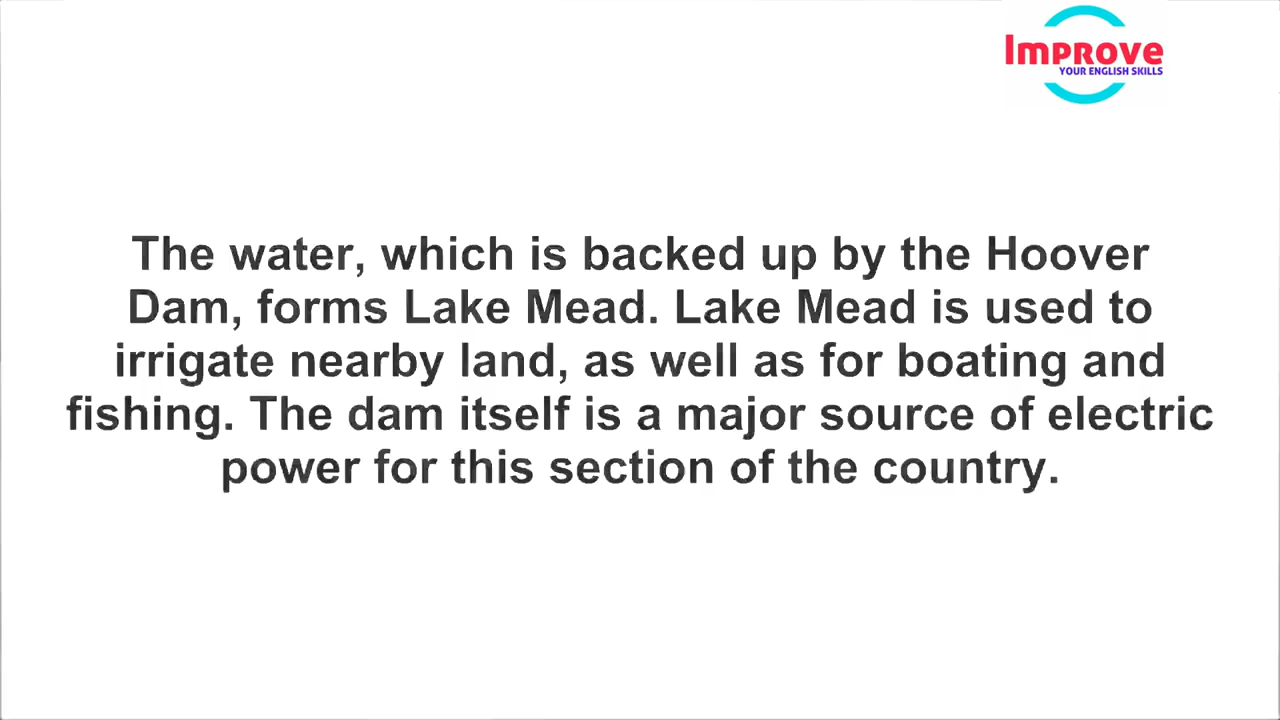 Improve
YOUR ENGLISH SKILLS
The water, which is backed up by the Hoover
Dam, forms Lake Mead. Lake Mead is used to
irrigate nearby land, as well as for boating and
fishing. The dam itself is a major source of electric
power for this section of the country.